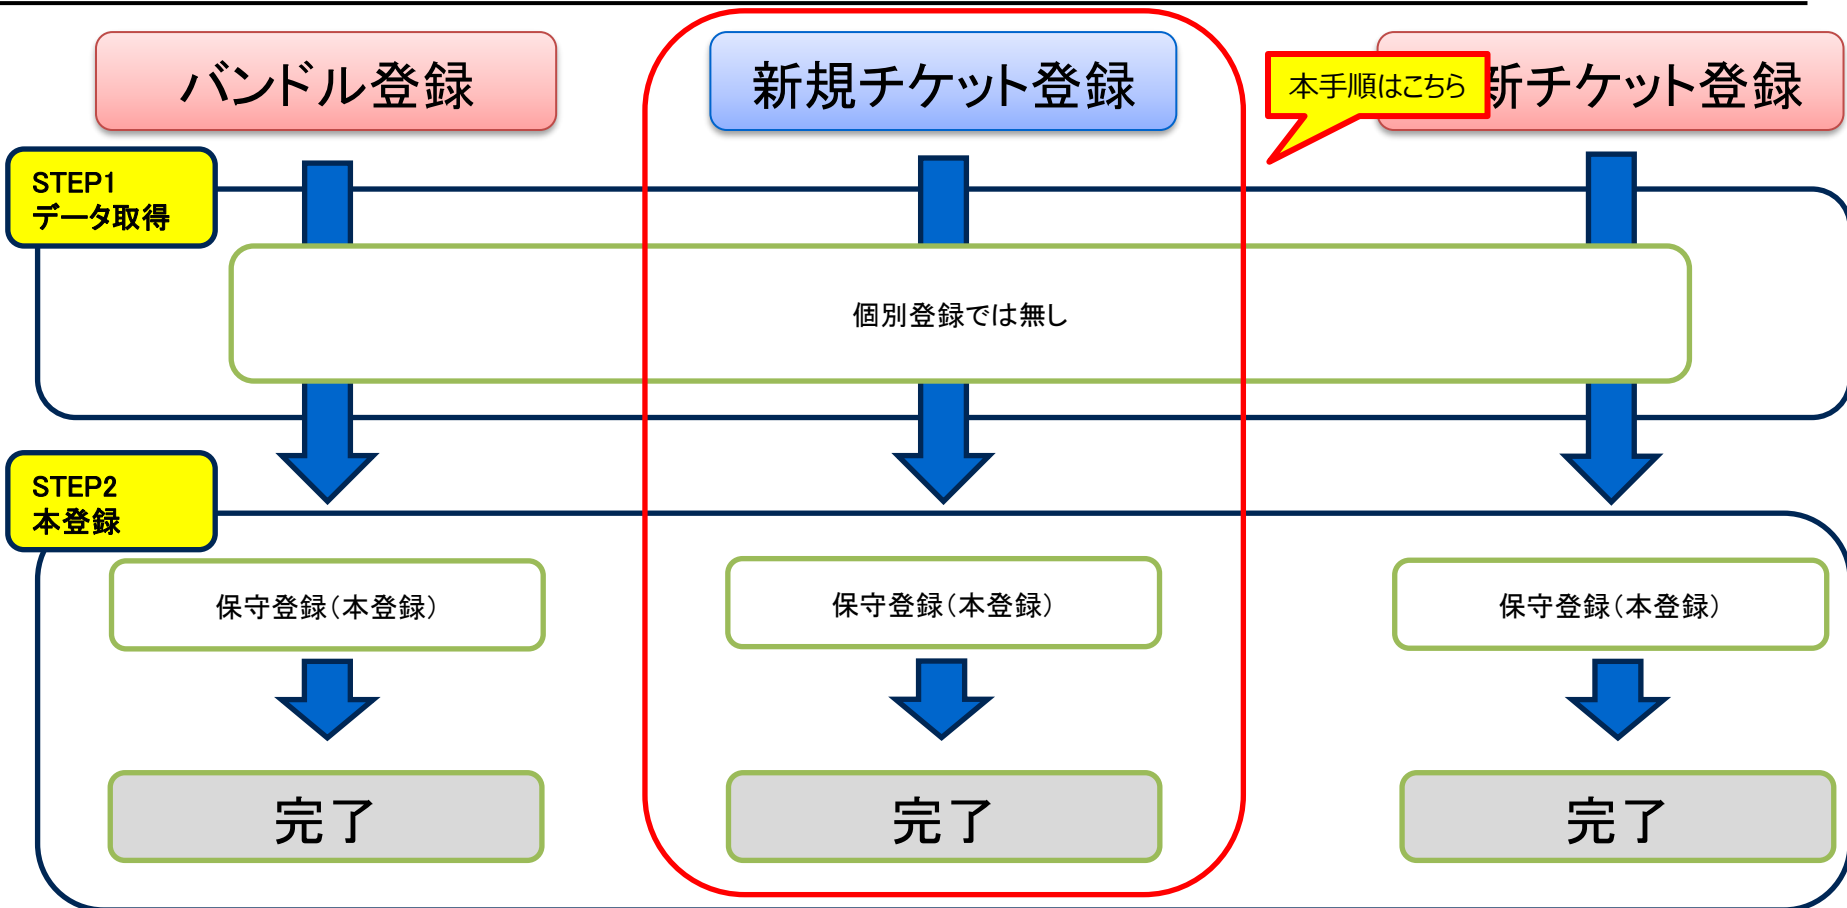 バンドル登録
新規チケット登録
本手順はこちら
新チケット登録
STEP1
データ取得
個別登録では無し
STEP2
本登録
保守登録(本登録)
保守登録(本登録)
保守登録(本登録)
完了
完了
完了